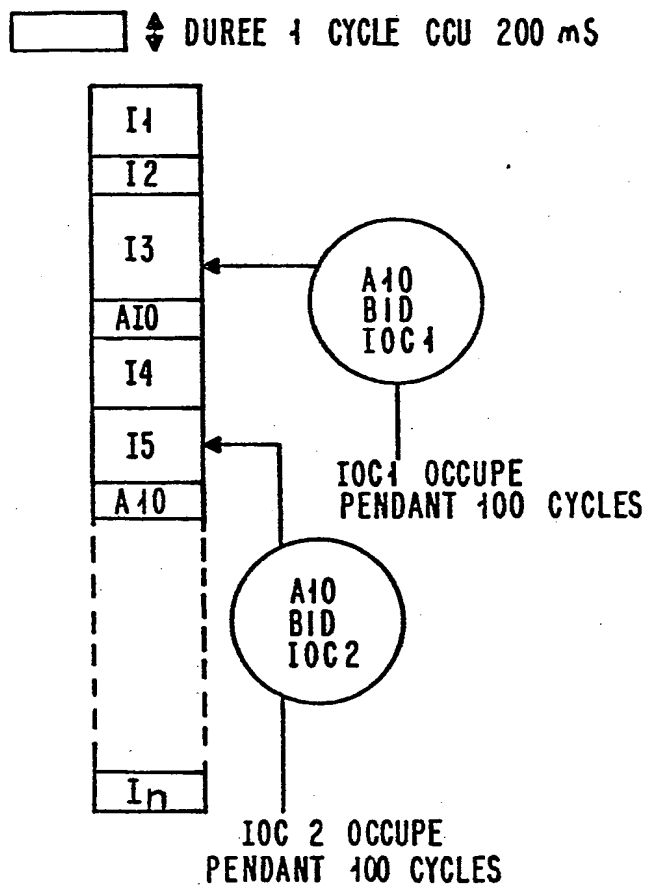 DUREE 1 CYCLE CCU 200 mS
I1
I2
I3
AI0
I4
I5
A10
In
A10
BID
IOC1
IOC1 OCCUPE
PENDANT 100 CYCLES
A10
BID
IOC2
IOC 2 OCCUPE
PENDANT 100 CYCLES